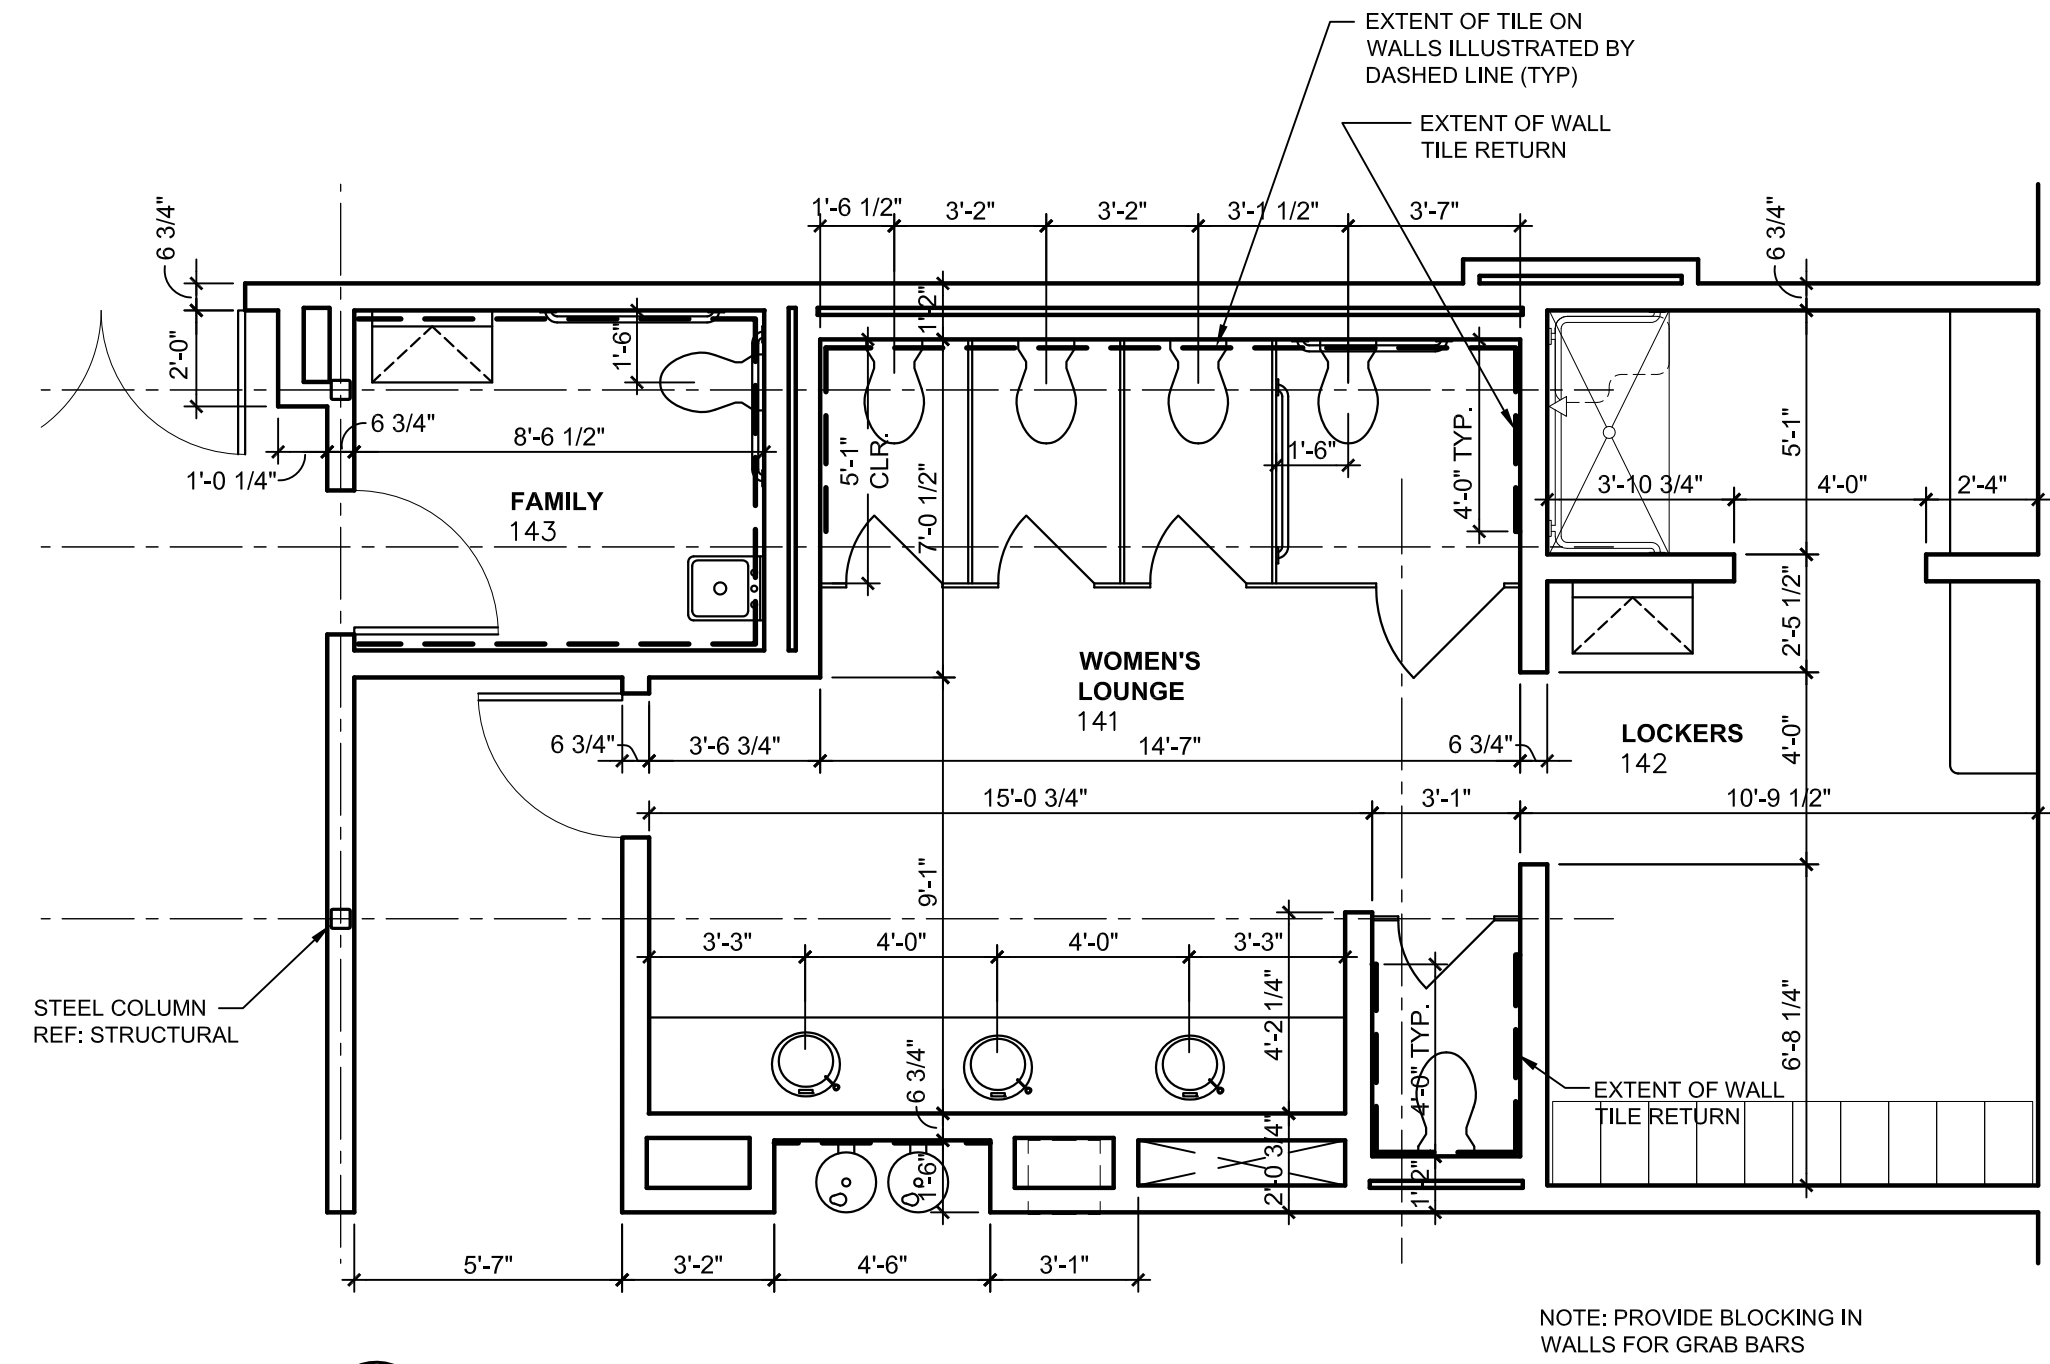 EXTENT OF TILE ON
WALLS ILLUSTRATED BY
DASHED LINE (TYP)
EXTENT OF WALL
TILE RETURN
6 3/4"
1'-6 1/2"
3'-2"
3'-2"
3'-1 1/2"
3'-7"
6 3/4"
2'-0"
1'-6"
1'-2"
6 3/4"
8'-6 1/2"
1'-0 1/4"
5'-1"
CLR.
7'-0 1/2"
1'-6"
4'-0" TYP.
5'-1"
3'-10 3/4"
4'-0"
2'-4"
FAMILY
143
2'-5 1/2"
WOMEN'S
LOUNGE
141
LOCKERS
142
6 3/4"
3'-6 3/4"
14'-7"
6 3/4"
4'-0"
15'-0 3/4"
3'-1"
10'-9 1/2"
9'-1"
3'-3"
4'-0"
4'-0"
3'-3"
STEEL COLUMN
REF: STRUCTURAL
4'-2 1/4"
4'-0" TYP.
6'-8 1/4"
6 3/4"
EXTENT OF WALL
TILE RETURN
1'-6"
2'-0 3/4"
1'-2"
5'-7"
3'-2"
4'-6"
3'-1"
NOTE: PROVIDE BLOCKING IN
WALLS FOR GRAB BARS